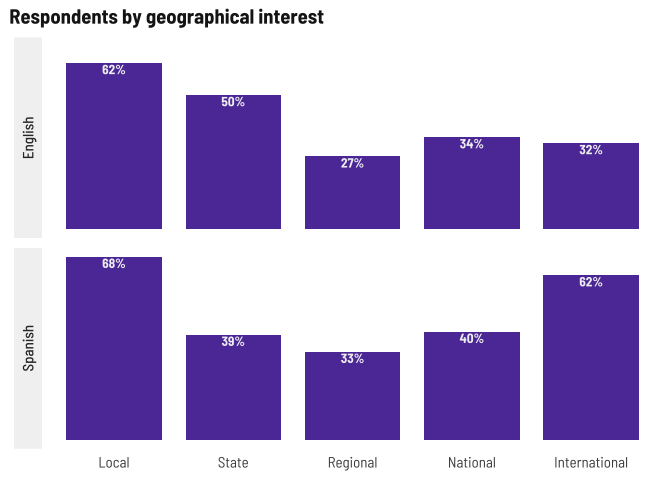 Respondents by geographical interest
English
62%
50%
27%
34%
32%
Spanish
68%
39%
33%
40%
62%
Local
State
Regional
National
International